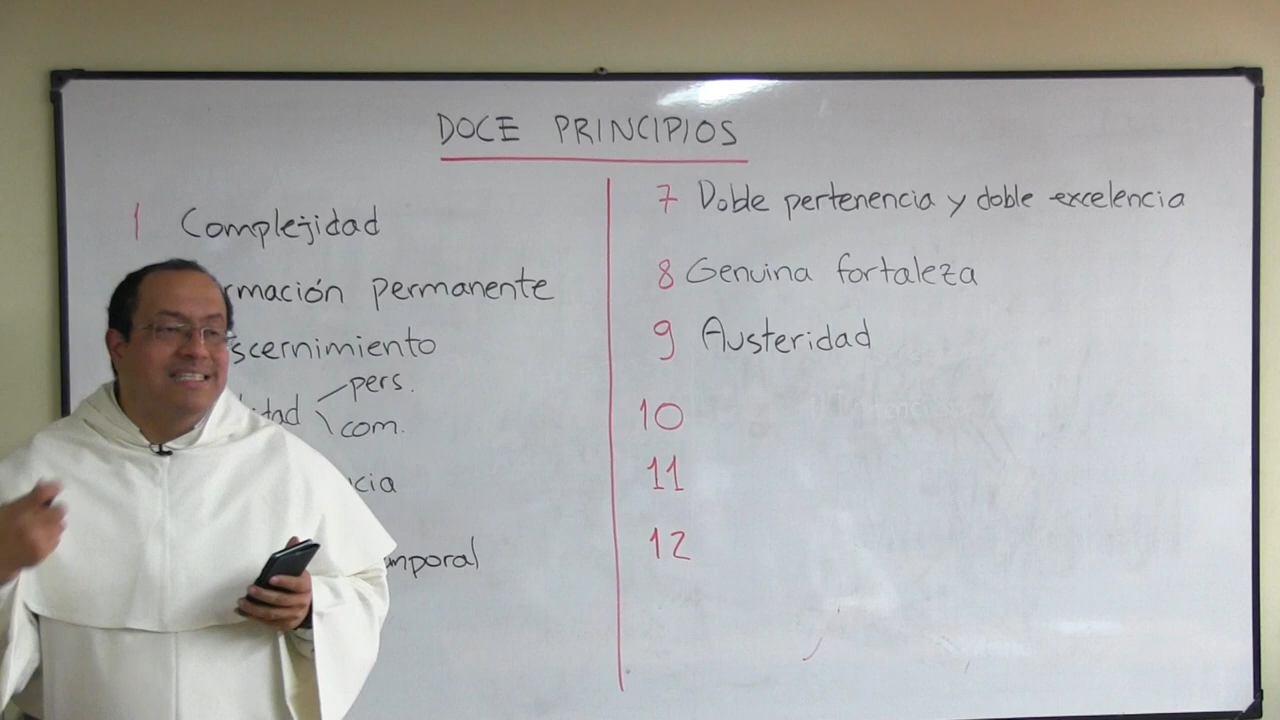 DOCE PRINCIPIOS
1 Complejidad
rmación permanente
scernimiento
idad pers.
com.
cia
mporal
7 Doble pertenencia y doble excelencia
8 Genuina fortaleza
9 Austeridad
10
11
12